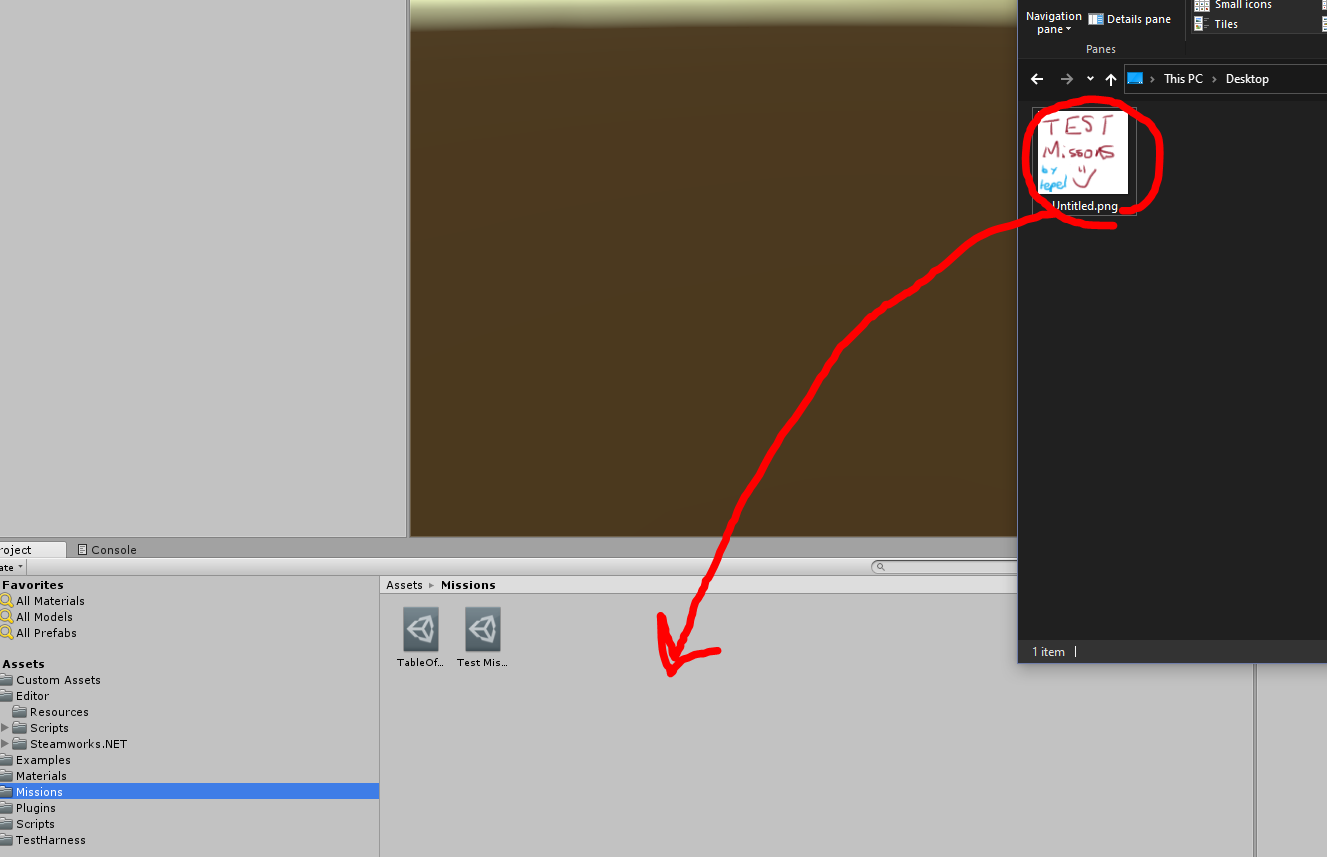 Navigation
pane
Details pane
Small icons
Tiles
Panes
This PC
Desktop
TEST
Missons
by
tepel
Untitled.png
1 item
roject
Console
ate
Favorites
All Materials
All Models
All Prefabs
Assets
Custom Assets
Editor
Resources
Scripts
Steamworks.NET
Examples
Materials
Missions
Plugins
Scripts
TestHarness
Assets
Missions
TableOf...
Test Mis...